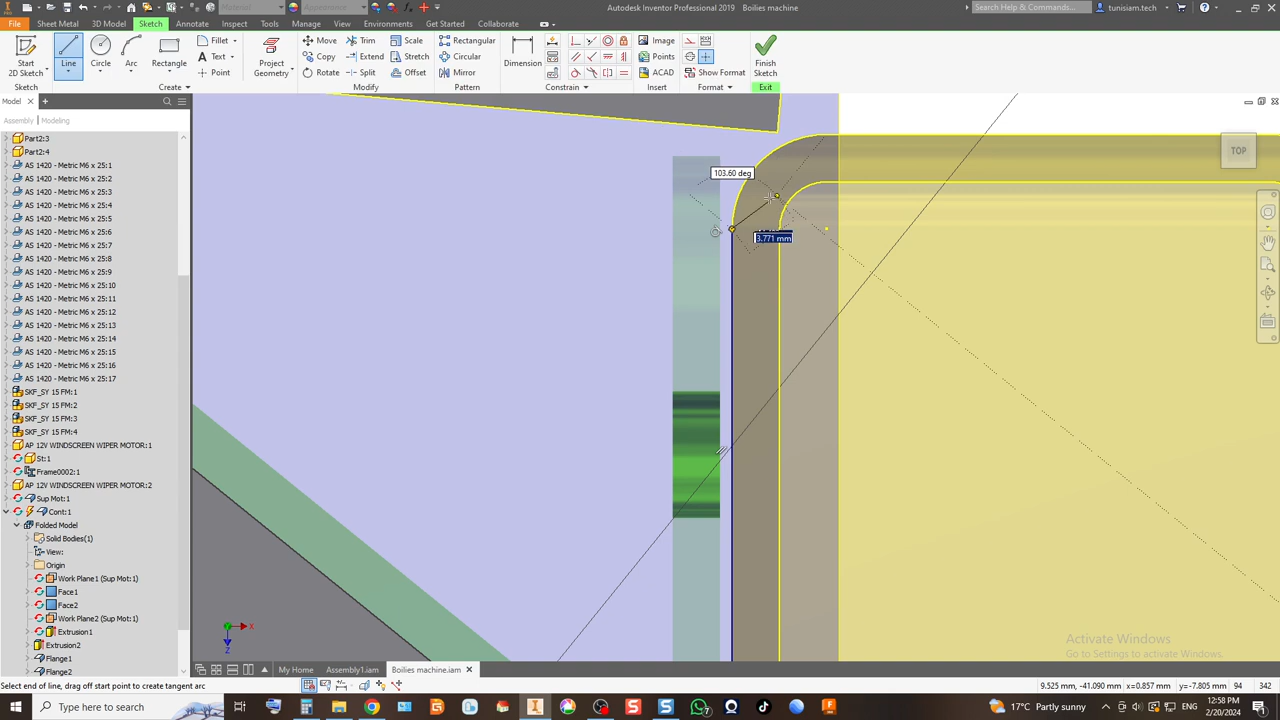 Material
Appearance
Autodesk Inventor Professional 2019   Boilies machine
Search Help & Commands...
tunisiam.tech
File
Sketch
3D Model
Annotate
Inspect
Tools
Manage
View
Environments
Get Started
Collaborate
Start
2D Sketch
Line
Circle
Arc
Rectangle
Fillet
Text
Point
Project
Geometry
Move
Trim
Scale
Copy
Extend
Stretch
Rotate
Split
Offset
Rectangular
Circular
Mirror
Dimension
Image
Points
ACAD
Show Format
Finish
Sketch
Sketch
Create
Modify
Pattern
Constrain
Insert
Format
Exit
Model
Assembly
Modeling
Part2:3
Part2:4
AS 1420 - Metric M6 x 25:1
AS 1420 - Metric M6 x 25:2
AS 1420 - Metric M6 x 25:3
AS 1420 - Metric M6 x 25:4
AS 1420 - Metric M6 x 25:5
AS 1420 - Metric M6 x 25:6
AS 1420 - Metric M6 x 25:7
AS 1420 - Metric M6 x 25:8
AS 1420 - Metric M6 x 25:9
AS 1420 - Metric M6 x 25:10
AS 1420 - Metric M6 x 25:11
AS 1420 - Metric M6 x 25:12
AS 1420 - Metric M6 x 25:13
AS 1420 - Metric M6 x 25:14
AS 1420 - Metric M6 x 25:15
AS 1420 - Metric M6 x 25:16
AS 1420 - Metric M6 x 25:17
SKF_SY 15 FM:1
SKF_SY 15 FM:2
SKF_SY 15 FM:3
SKF_SY 15 FM:4
AP 12V WINDSCREEN WIPER MOTOR:1
St:1
Frame0002:1
AP 12V WINDSCREEN WIPER MOTOR:2
Sup Mot:1
Cont:1
Folded Model
Solid Bodies(1)
View:
Origin
Work Plane1 (Sup Mot:1)
Face1
Face2
Work Plane2 (Sup Mot:1)
Extrusion1
Extrusion2
Flange1
Flange2
103.60 deg
3.771 mm
TOP
X
Z
Activate Windows
Go to Settings to activate Windows.
My Home
Assembly1.iam
Boilies machine.iam
Select end of line, drag off start point to create tangent arc
9.525 mm, -41.090 mm
x=0.857 mm
y=-7.805 mm
94
342
Type here to search
17°C Partly sunny
12:58 PM
2/20/2024